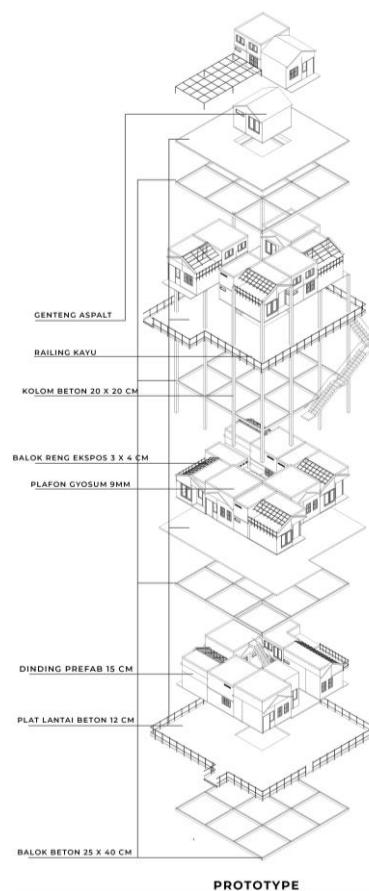 GENTENG ASPALT
RAILING KAYU
KOLOM BETON 20 X 20 CM
BALOK RENG EKSPOS 3 X 4 CM
PLAFON GYOSUM 9MM
DINDING PREFAB 15 CM
PLAT LANTAI BETON 12 CM
BALOK BETON 25 X 40 CM
PROTOTYPE